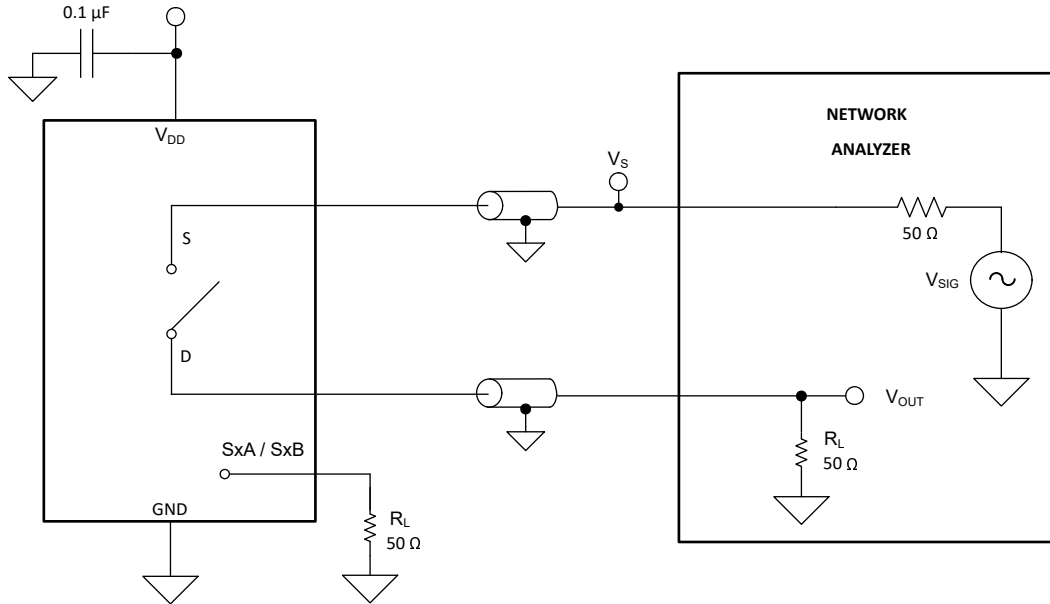 0.1 µF
VDD
NETWORK
ANALYZER
VS
S
50 Ω
VSIG
D
VOUT
SxA / SxB
RL
50 Ω
GND
RL
50 Ω